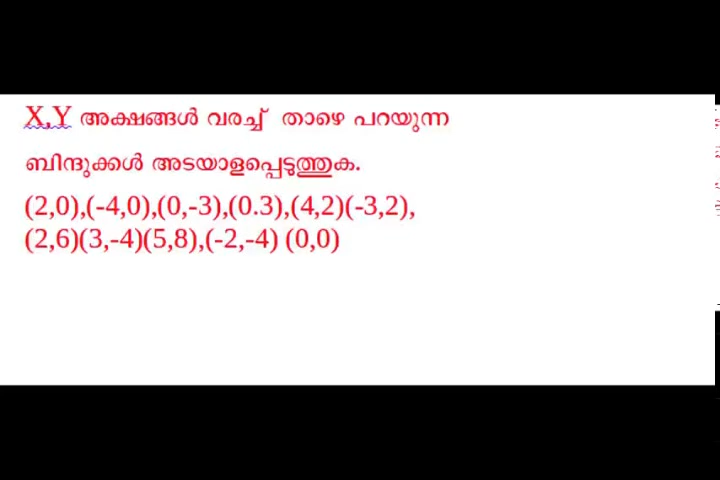 X,Y അക്ഷങ്ങൾ വരച്ച് താഴെ പറയുന്ന
ബിന്ദുക്കൾ അടയാളപ്പെടുത്തുക.
(2,0),(-4,0),(0,-3),(0.3),(4,2)(-3,2),
(2,6)(3,-4)(5,8),(-2,-4) (0,0)